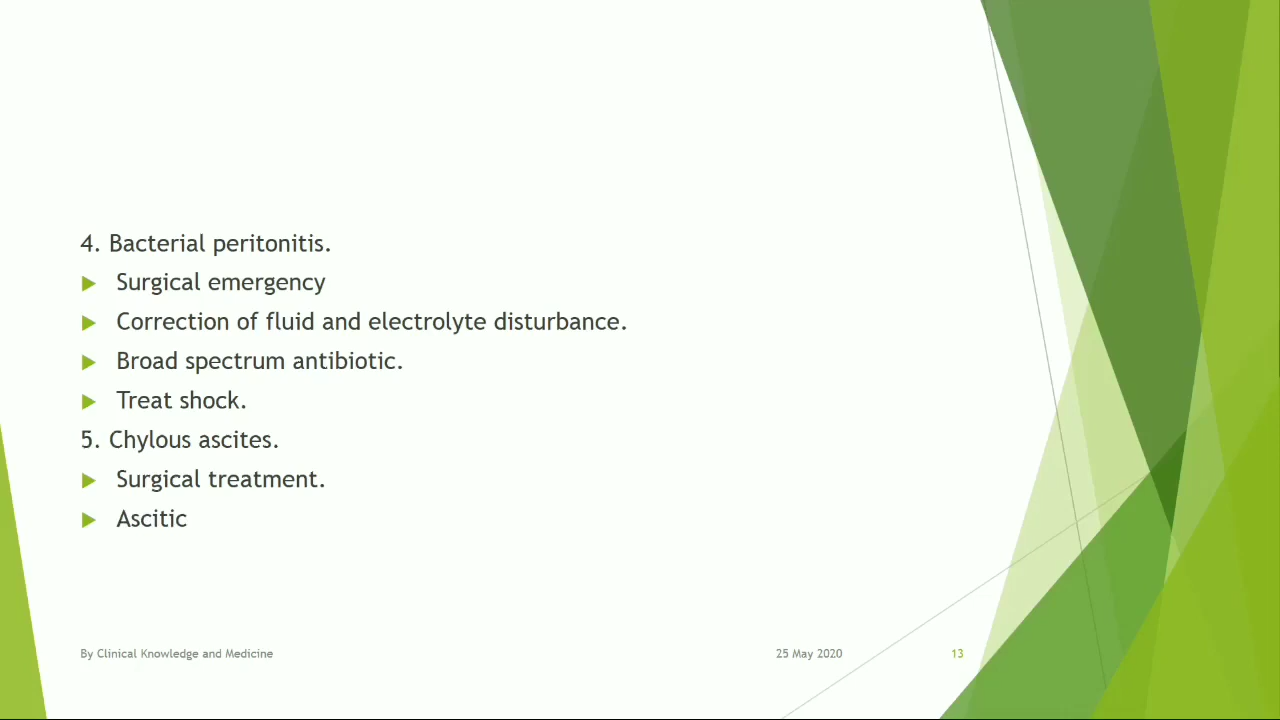 4. Bacterial peritonitis.
Surgical emergency
Correction of fluid and electrolyte disturbance.
Broad spectrum antibiotic.
Treat shock.
5. Chylous ascites.
Surgical treatment.
Ascitic
By Clinical Knowledge and Medicine
25 May 2020
13